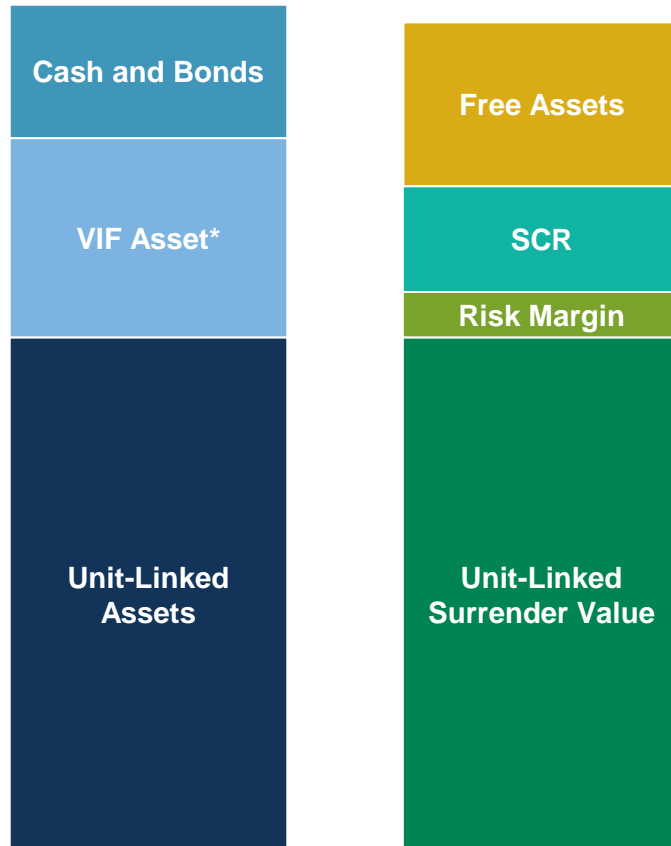 Cash and Bonds
VIF Asset*
Unit-Linked
Assets
Free Assets
SCR
Risk Margin
Unit-Linked
Surrender Value